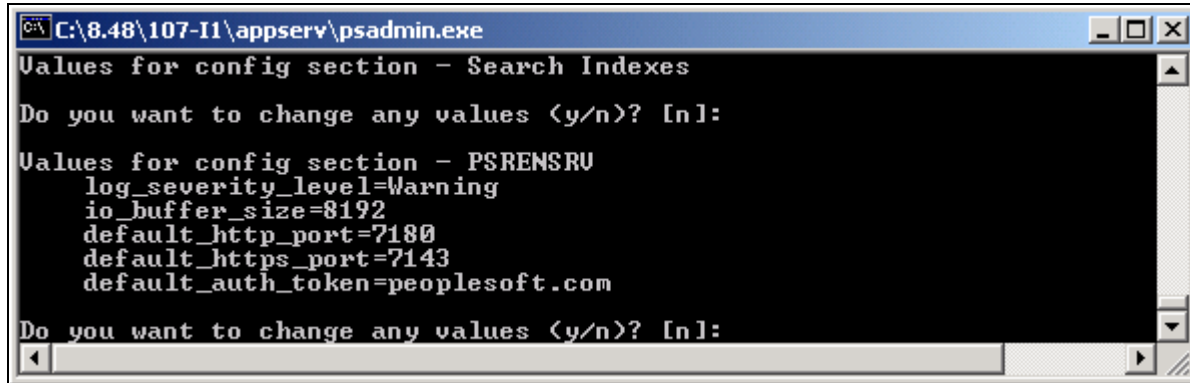 C:\8.48\107-I1\appserv\psadmin.exe
Values for config section - Search Indexes
Do you want to change any values (y/n)? [n]:
Values for config section - PSRENSRV
log_severity_level=Warning
io_buffer_size=8192
default_http_port=7180
default_https_port=7143
default_auth_token=peoplesoft.com
Do you want to change any values (y/n)? [n]: